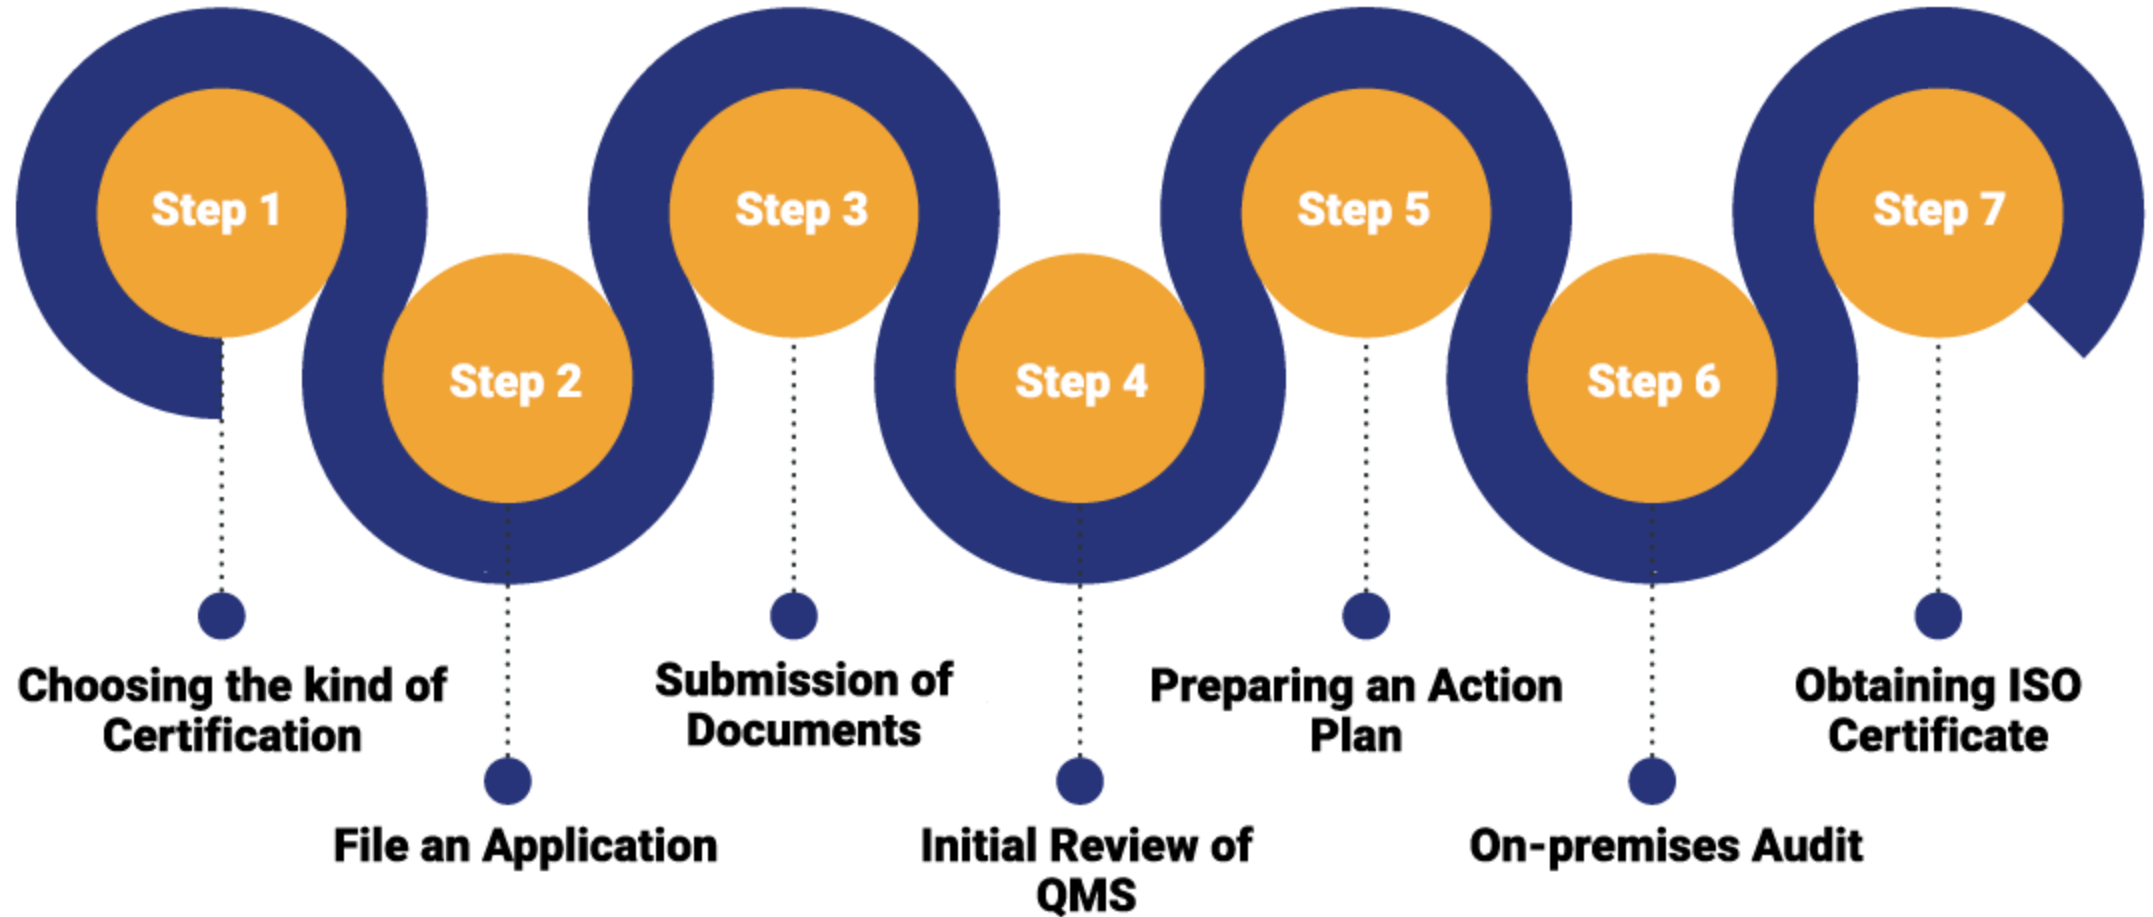 Step 1
Step 2
Step 3
Step 4
Step 5
Step 6
Step 7
Choosing the kind of
Certification
File an Application
Submission of
Documents
Initial Review of
QMS
Preparing an Action
Plan
On-premises Audit
Obtaining ISO
Certificate